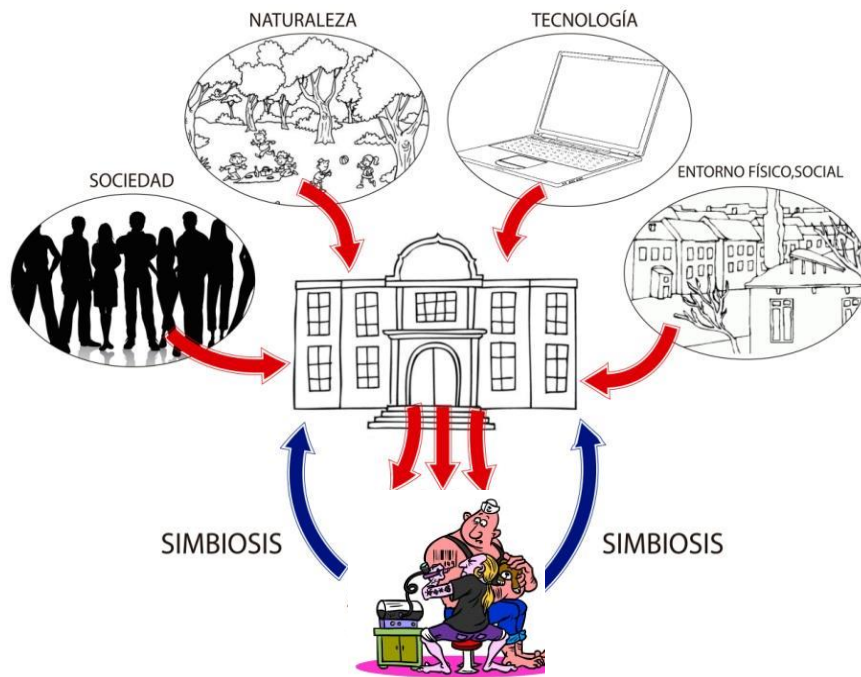 NATURALEZA
TECNOLOGÍA
SOCIEDAD
ENTORNO FÍSICO,SOCIAL
SIMBIOSIS
SIMBIOSIS